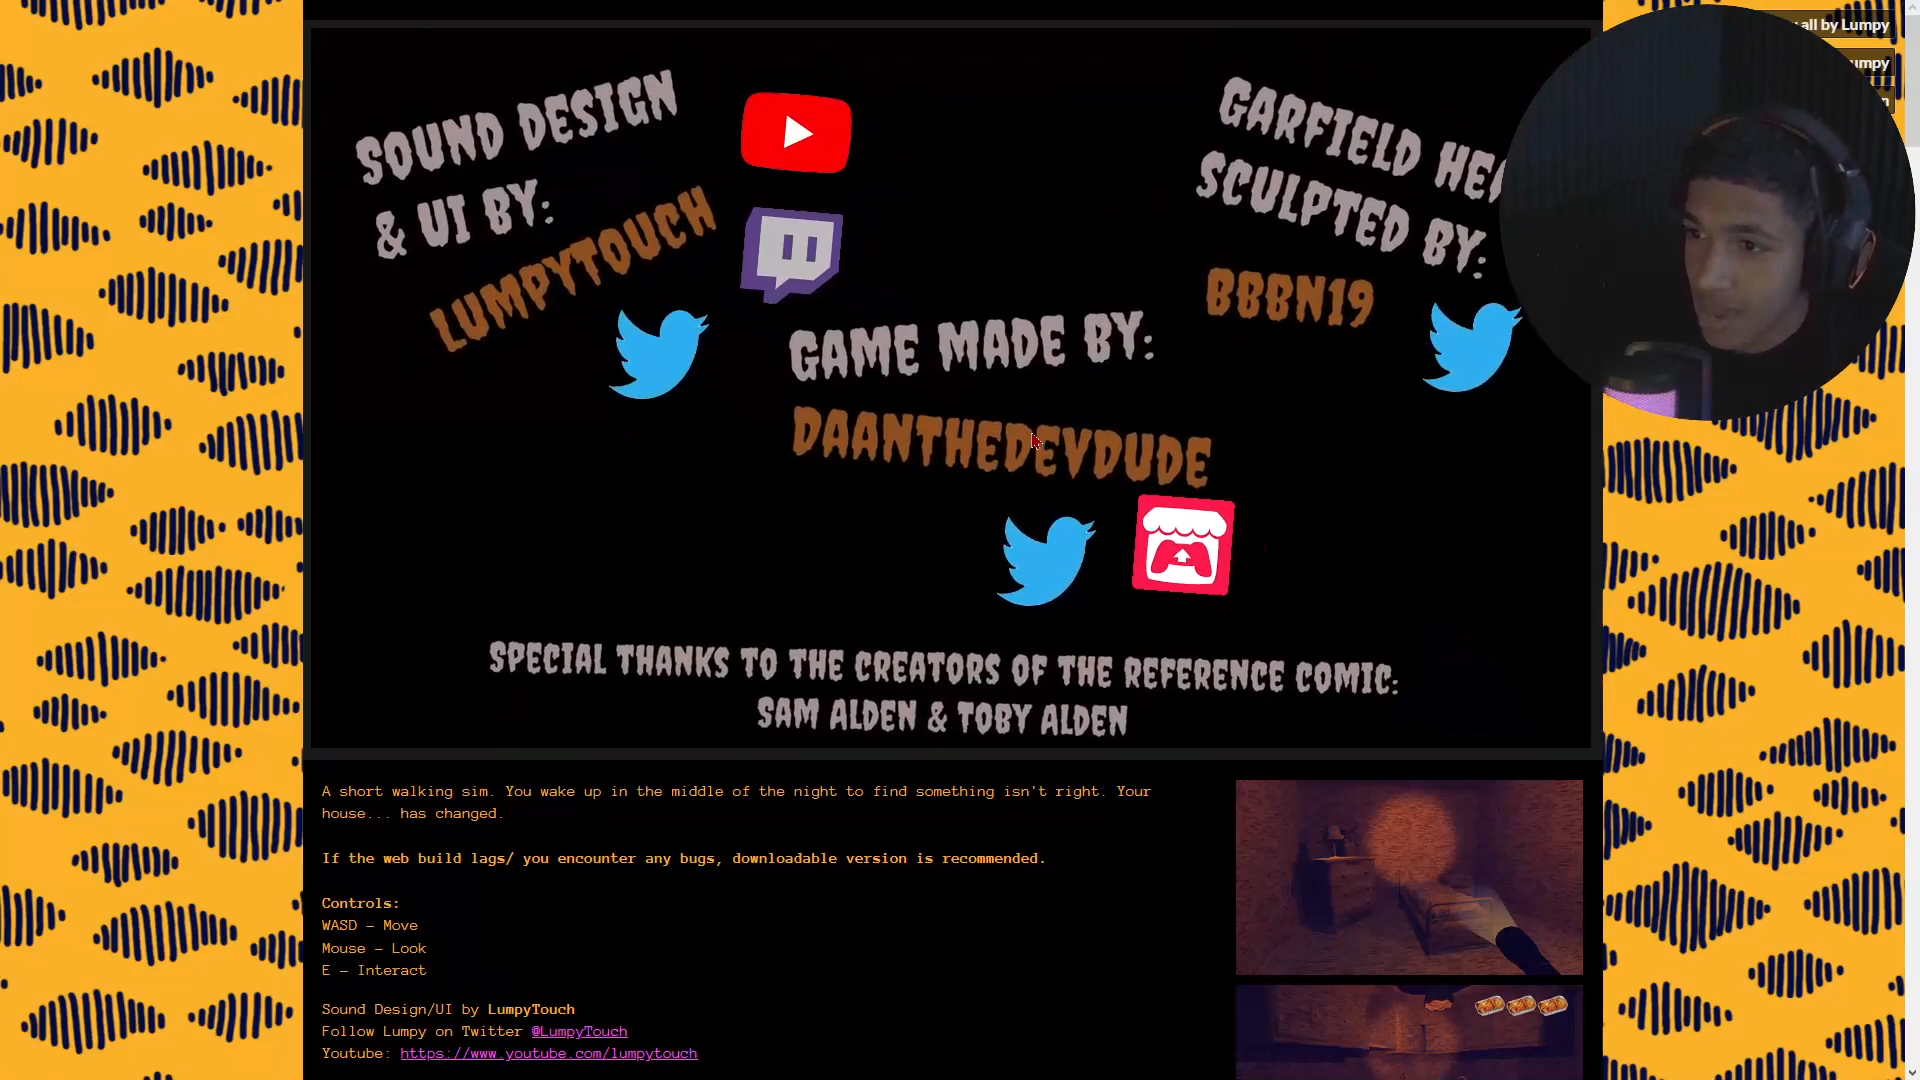 all by Lumpy
SOUND DESIGN
& UI BY:
LUMPYTOUCH
GARFIELD
SCULPTED BY:
BBBN19
GAME MADE BY:
DAANTHEDEVDUDE
SPECIAL THANKS TO THE CREATORS OF THE REFERENCE COMIC:
SAM ALDEN & TOBY ALDEN
A short walking sim. You wake up in the middle of the night to find something isn't right. Your
house... has changed.
If the web build lags/ you encounter any bugs, downloadable version is recommended.
Controls:
WASD – Move
Mouse – Look
E – Interact
Sound Design/UI by LumpyTouch
Follow Lumpy on Twitter @LumpyTouch
Youtube: https://www.youtube.com/lumpytouch